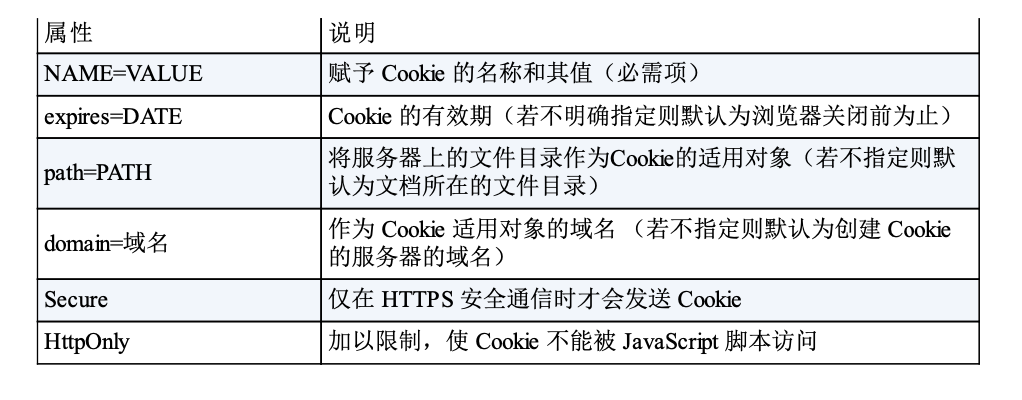 属性 说明
NAME=VALUE 赋予 Cookie 的名称和其值（必需项）
expires=DATE Cookie 的有效期（若不明确指定则默认为浏览器关闭前为止）
path=PATH 将服务器上的文件目录作为Cookie的适用对象（若不指定则默
认为文档所在的文件目录）
domain=域名 作为 Cookie 适用对象的域名 （若不指定则默认为创建 Cookie
的服务器的域名）
Secure 仅在 HTTPS 安全通信时才会发送 Cookie
HttpOnly 加以限制，使 Cookie 不能被 JavaScript 脚本访问